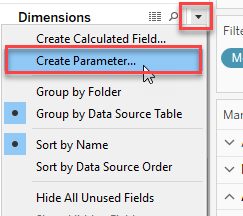 Dimensions
Create Calculated Field...
Create Parameter...
Group by Folder
Group by Data Source Table
Sort by Name
Sort by Data Source Order
Hide All Unused Fields
Filte
M
Mar